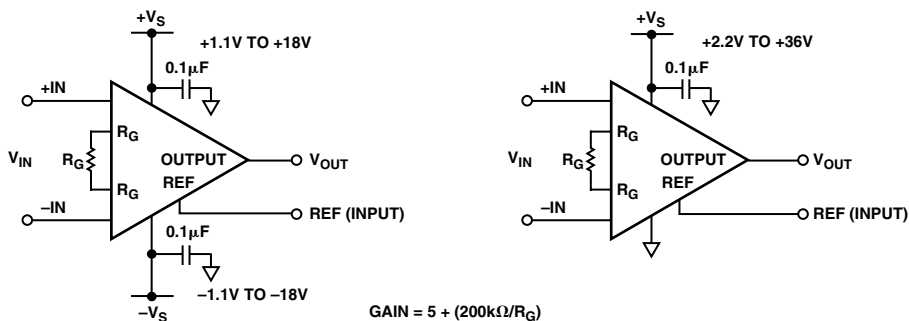 +VS
+1.1V TO +18V
0.1µF
+IN
RG
VIN
RG
OUTPUT
VOUT
REF
RG
–IN
REF (INPUT)
0.1µF
–1.1V TO –18V
–VS
+VS
+2.2V TO +36V
0.1µF
+IN
RG
VIN
RG
OUTPUT
VOUT
REF
RG
–IN
REF (INPUT)
GAIN = 5 + (200kΩ/RG)